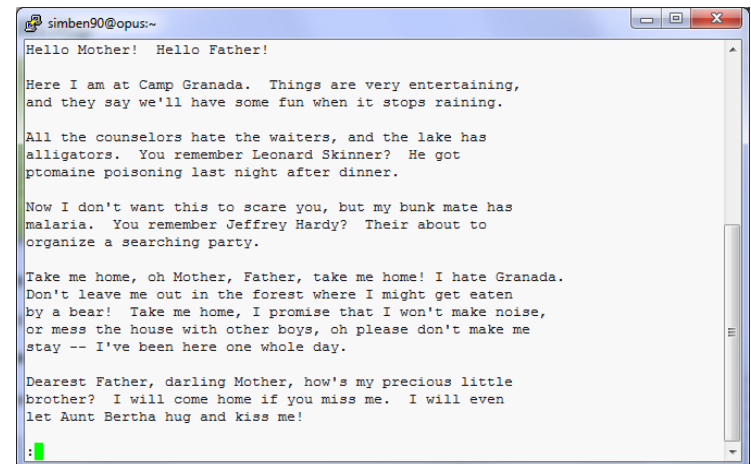 simben90@opus:~
Hello Mother!  Hello Father!
Here I am at Camp Granada.  Things are very entertaining,
and they say we'll have some fun when it stops raining.
All the counselors hate the waiters, and the lake has
alligators.  You remember Leonard Skinner?  He got
ptomaine poisoning last night after dinner.
Now I don't want this to scare you, but my bunk mate has
malaria.  You remember Jeffrey Hardy?  Their about to
organize a searching party.
Take me home, oh Mother, Father, take me home! I hate Granada.
Don't leave me out in the forest where I might get eaten
by a bear!  Take me home, I promise that I won't make noise,
or mess the house with other boys, oh please don't make me
stay -- I've been here one whole day.
Dearest Father, darling Mother, how's my precious little
brother?  I will come home if you miss me.  I will even
let Aunt Bertha hug and kiss me!
: